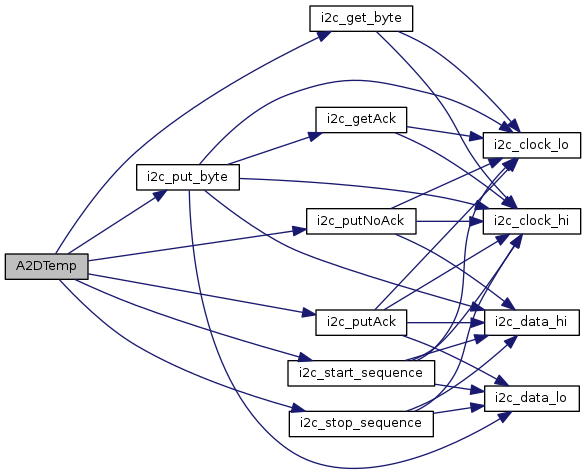 i2c_get_byte
i2c_getAck
i2c_clock_lo
i2c_put_byte
i2c_putNoAck
i2c_clock_hi
A2DTemp
i2c_putAck
i2c_data_hi
i2c_start_sequence
i2c_data_lo
i2c_stop_sequence